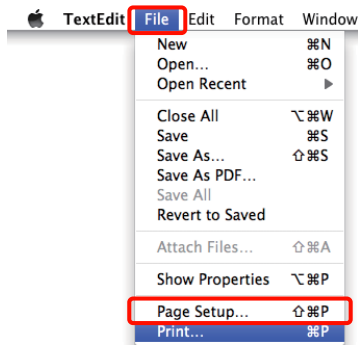 TextEdit File Edit Format Window
New ⌘N
Open... ⌘O
Open Recent ▶
Close All ⌥⌘W
Save ⌘S
Save As... ⇧⌘S
Save As PDF...
Save All
Revert to Saved
Attach Files... ⇧⌘A
Show Properties ⌥⌘P
Page Setup... ⇧⌘P
Print... ⌘P